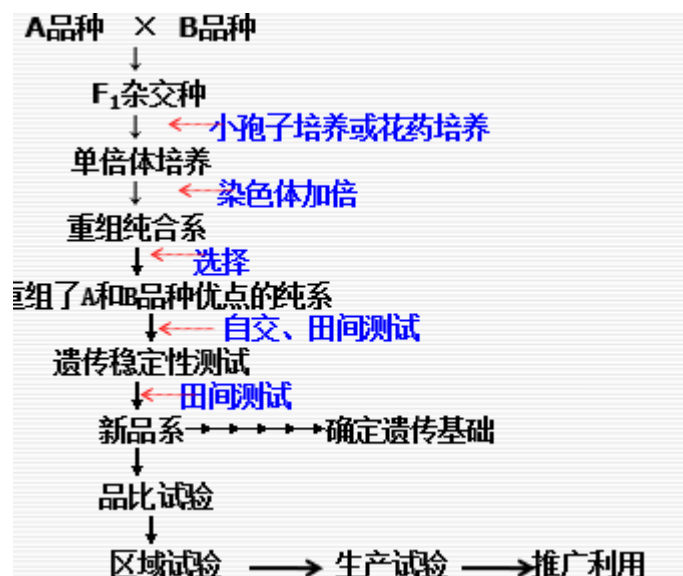 A品种 × B品种
F₁杂交种
小孢子培养或花药培养
单倍体培养
染色体加倍
重组纯合系
选择
重组了A和B品种优点的纯系
自交、田间测试
遗传稳定性测试
田间测试
新品系 确定遗传基础
品比试验
区域试验 生产试验 推广利用